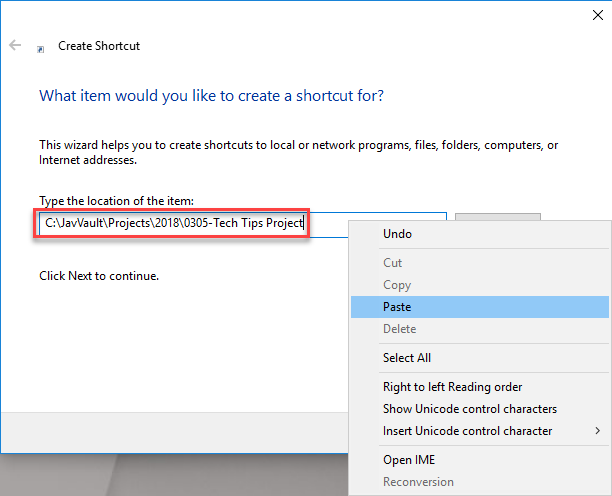 Create Shortcut
What item would you like to create a shortcut for?
This wizard helps you to create shortcuts to local or network programs, files, folders, computers, or
Internet addresses.
Type the location of the item:
C:\JavVault\Projects\2018\0305-Tech Tips Project
Click Next to continue.
Undo
Cut
Copy
Paste
Delete
Select All
Right to left Reading order
Show Unicode control characters
Insert Unicode control character
Open IME
Reconversion